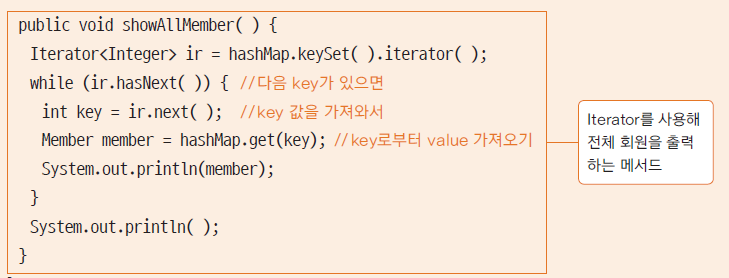 public void showAllMember( ) {
Iterator<Integer> ir = hashMap.keySet( ).iterator( );
while (ir.hasNext( )) { //다음 key가 있으면
int key = ir.next( ); //key 값을 가져와서
Member member = hashMap.get(key); //key로부터 value 가져오기
System.out.println(member);
}
System.out.println( );
}
Iterator를 사용해
전체 회원을 출력
하는 메서드